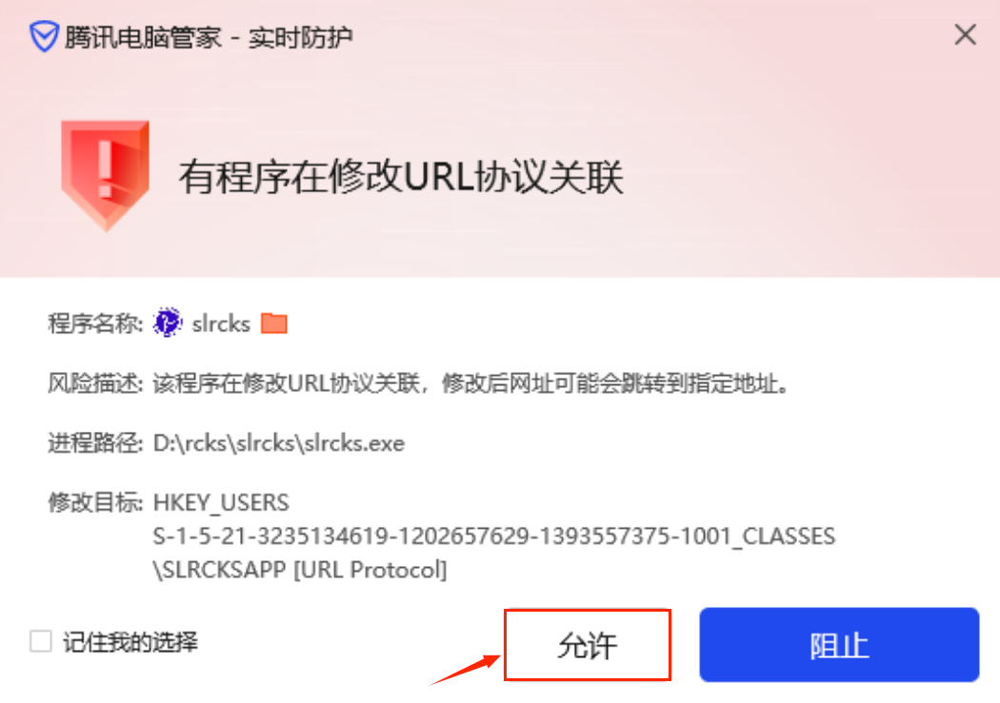 腾讯电脑管家 - 实时防护
有程序在修改URL协议关联
程序名称: slrcks
风险描述: 该程序在修改URL协议关联，修改后网址可能会跳转到指定地址。
进程路径: D:\rcks\slrcks\slrcks.exe
修改目标: HKEY_USERS
S-1-5-21-3235134619-1202657629-1393557375-1001_CLASSES
\SLRCKSAPP [URL Protocol]
记住我的选择 允许 阻止